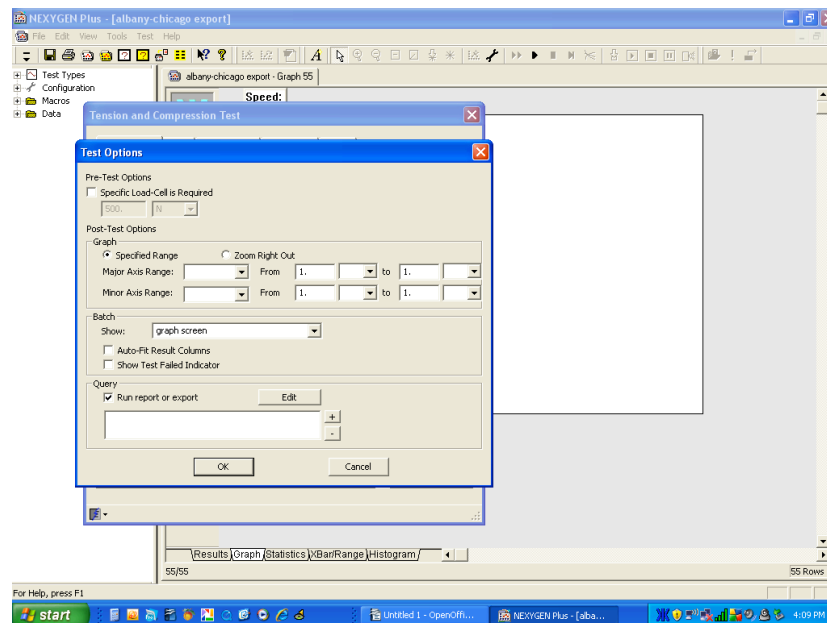 NEXYGEN Plus - [albany-chicago export]
File Edit View Tools Test Help
Test Types
Configuration
Macros
Data
albany-chicago export - Graph 55
Speed:
Tension and Compression Test
Test Options
Pre-Test Options
Specific Load-Cell is Required
500. N
Post-Test Options
Graph
Specified Range Zoom Right Out
Major Axis Range: From 1. to 1.
Minor Axis Range: From 1. to 1.
Batch
Show: graph screen
Auto-Fit Result Columns
Show Test Failed Indicator
Query
Run report or export Edit
+
-
OK Cancel
Results Graph Statistics XBar/Range Histogram
55/55 55 Rows
For Help, press F1
start Untitled 1 - OpenOffi... NEXYGEN Plus - [alba... 4:09 PM